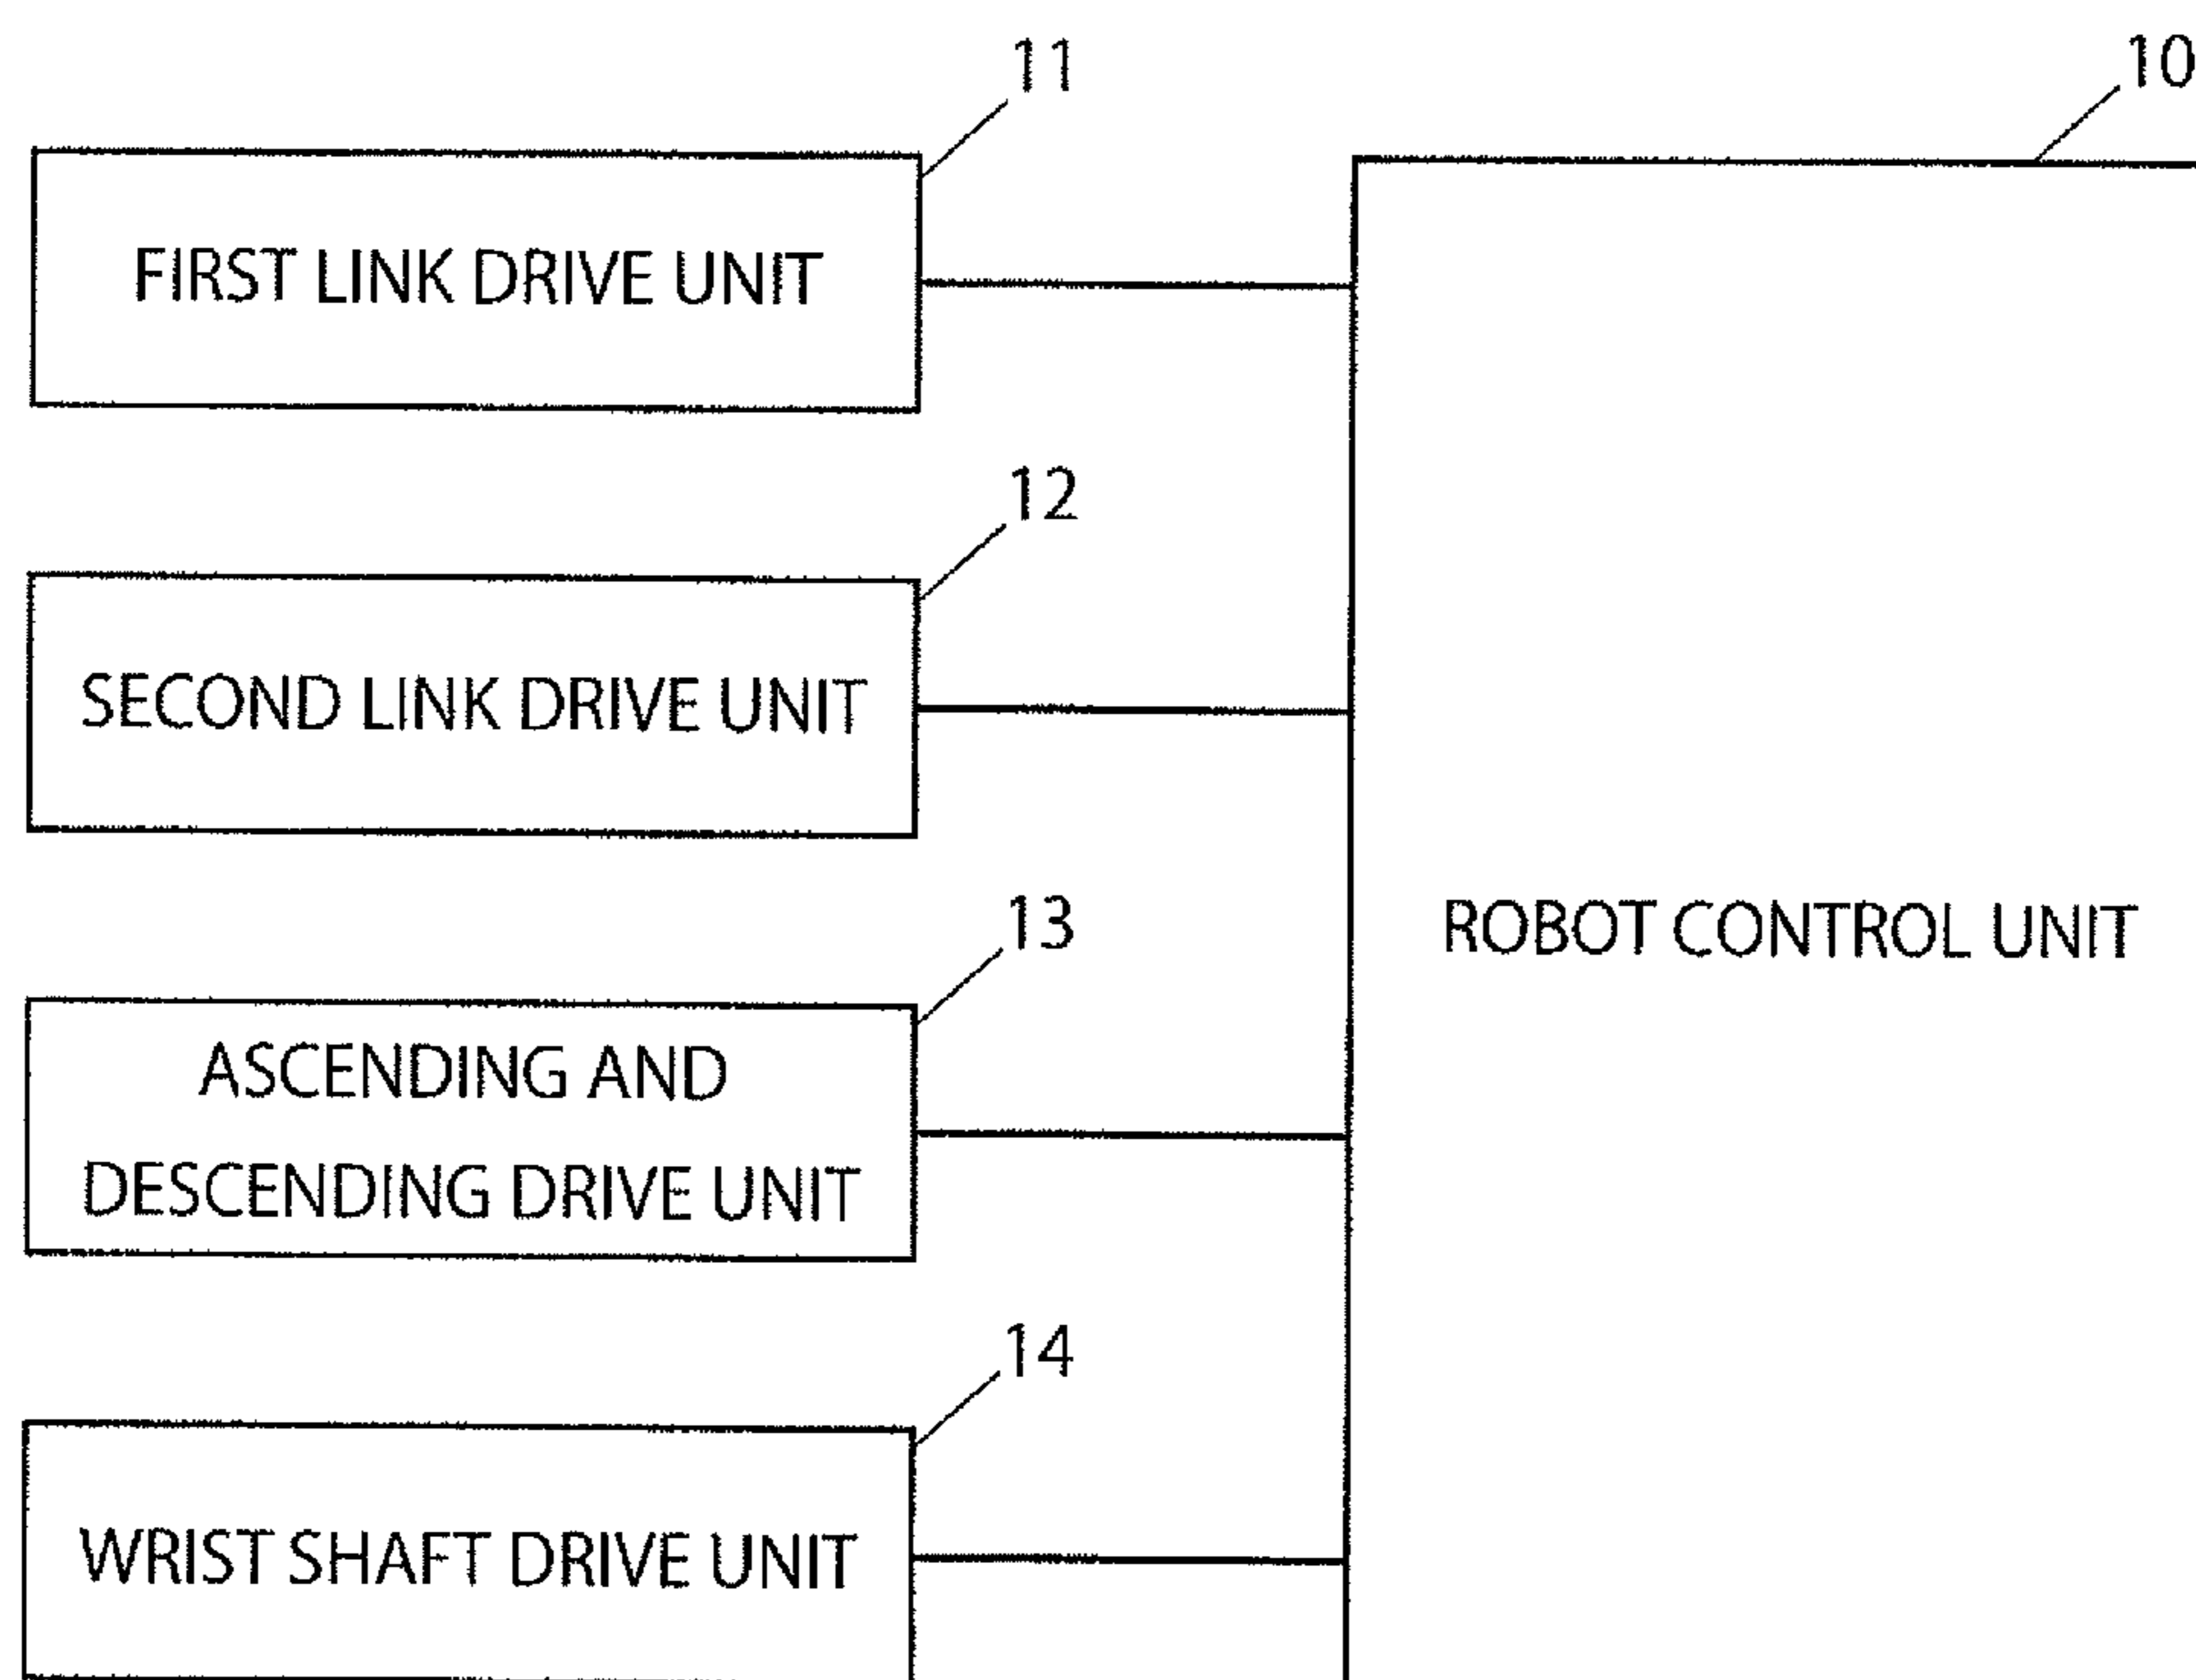 11
10
FIRST LINK DRIVE UNIT
12
SECOND LINK DRIVE UNIT
ROBOT CONTROL UNIT
13
ASCENDING AND
DESCENDING DRIVE UNIT
14
WRIST SHAFT DRIVE UNIT